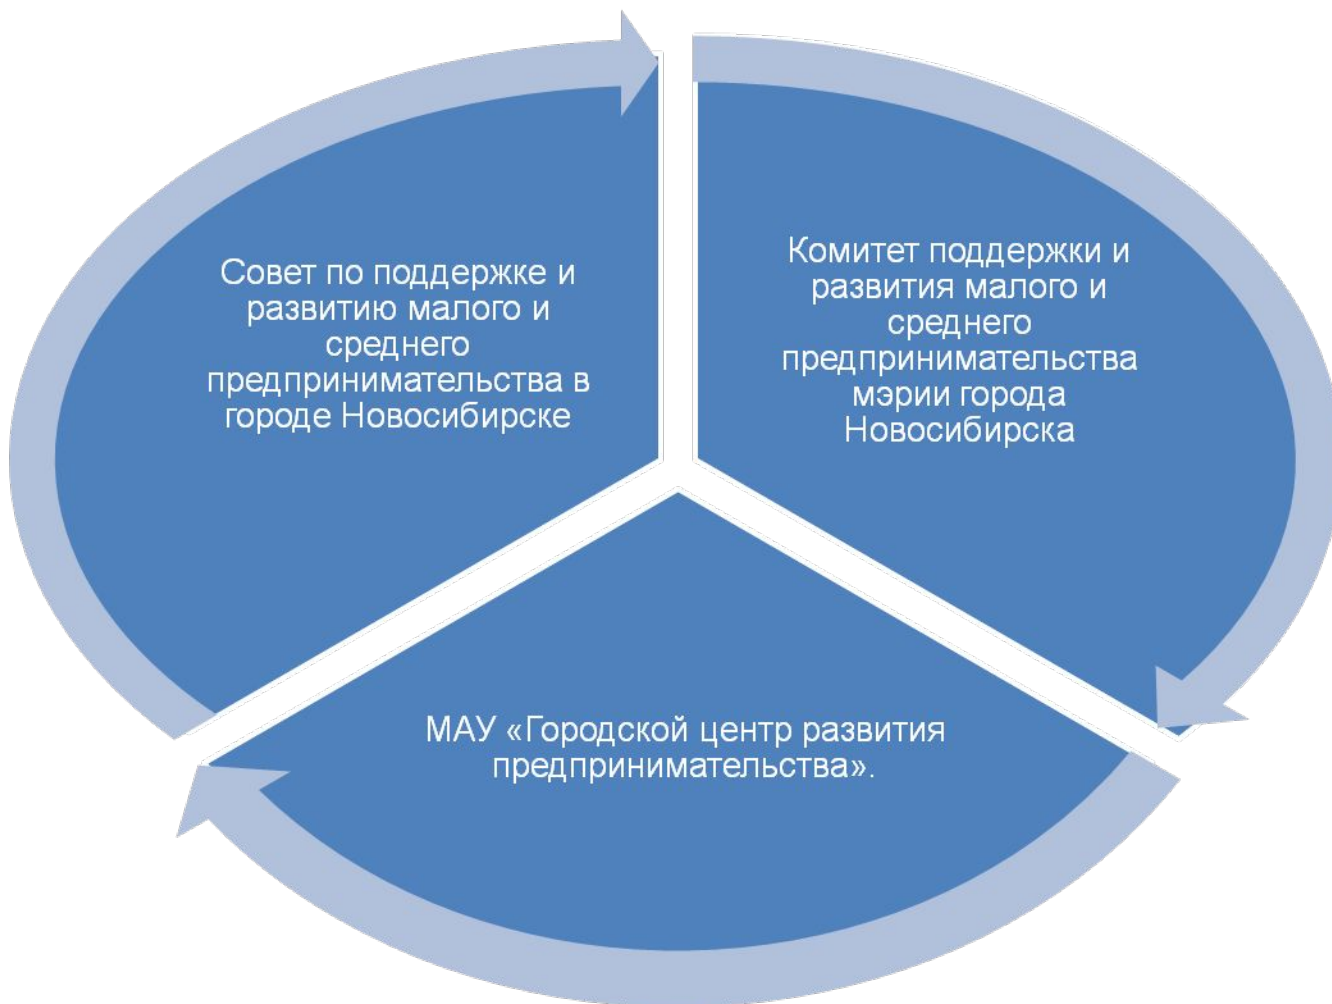 Совет по поддержке и
развитию малого и
среднего
предпринимательства в
городе Новосибирске
Комитет поддержки и
развития малого и
среднего
предпринимательства
мэрии города
Новосибирска
МАУ «Городской центр развития
предпринимательства».